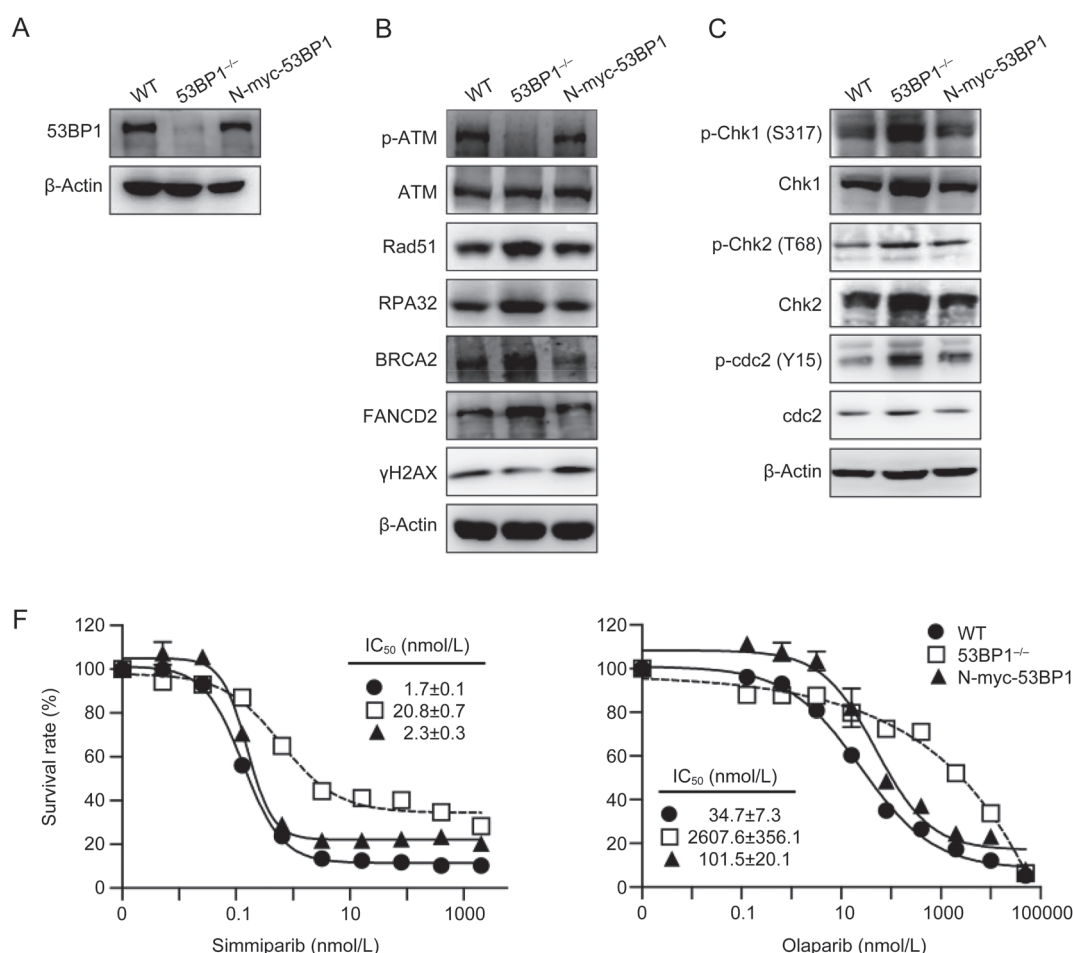 A
WT 53BP1⁻/⁻ N-myc-53BP1
53BP1
β-Actin
B
WT 53BP1⁻/⁻ N-myc-53BP1
p-ATM
ATM
Rad51
RPA32
BRCA2
FANCD2
γH2AX
β-Actin
C
WT 53BP1⁻/⁻ N-myc-53BP1
p-Chk1 (S317)
Chk1
p-Chk2 (T68)
Chk2
p-cdc2 (Y15)
cdc2
β-Actin
F
Survival rate (%)
120
100
80
60
40
20
0
IC₅₀ (nmol/L)
1.7±0.1
20.8±0.7
2.3±0.3
0 0.1 10 1000
Simmiparib (nmol/L)
120
100
80
60
40
20
0
IC₅₀ (nmol/L)
34.7±7.3
2607.6±356.1
101.5±20.1
WT
53BP1⁻/⁻
N-myc-53BP1
0 0.1 10 1000 100000
Olaparib (nmol/L)